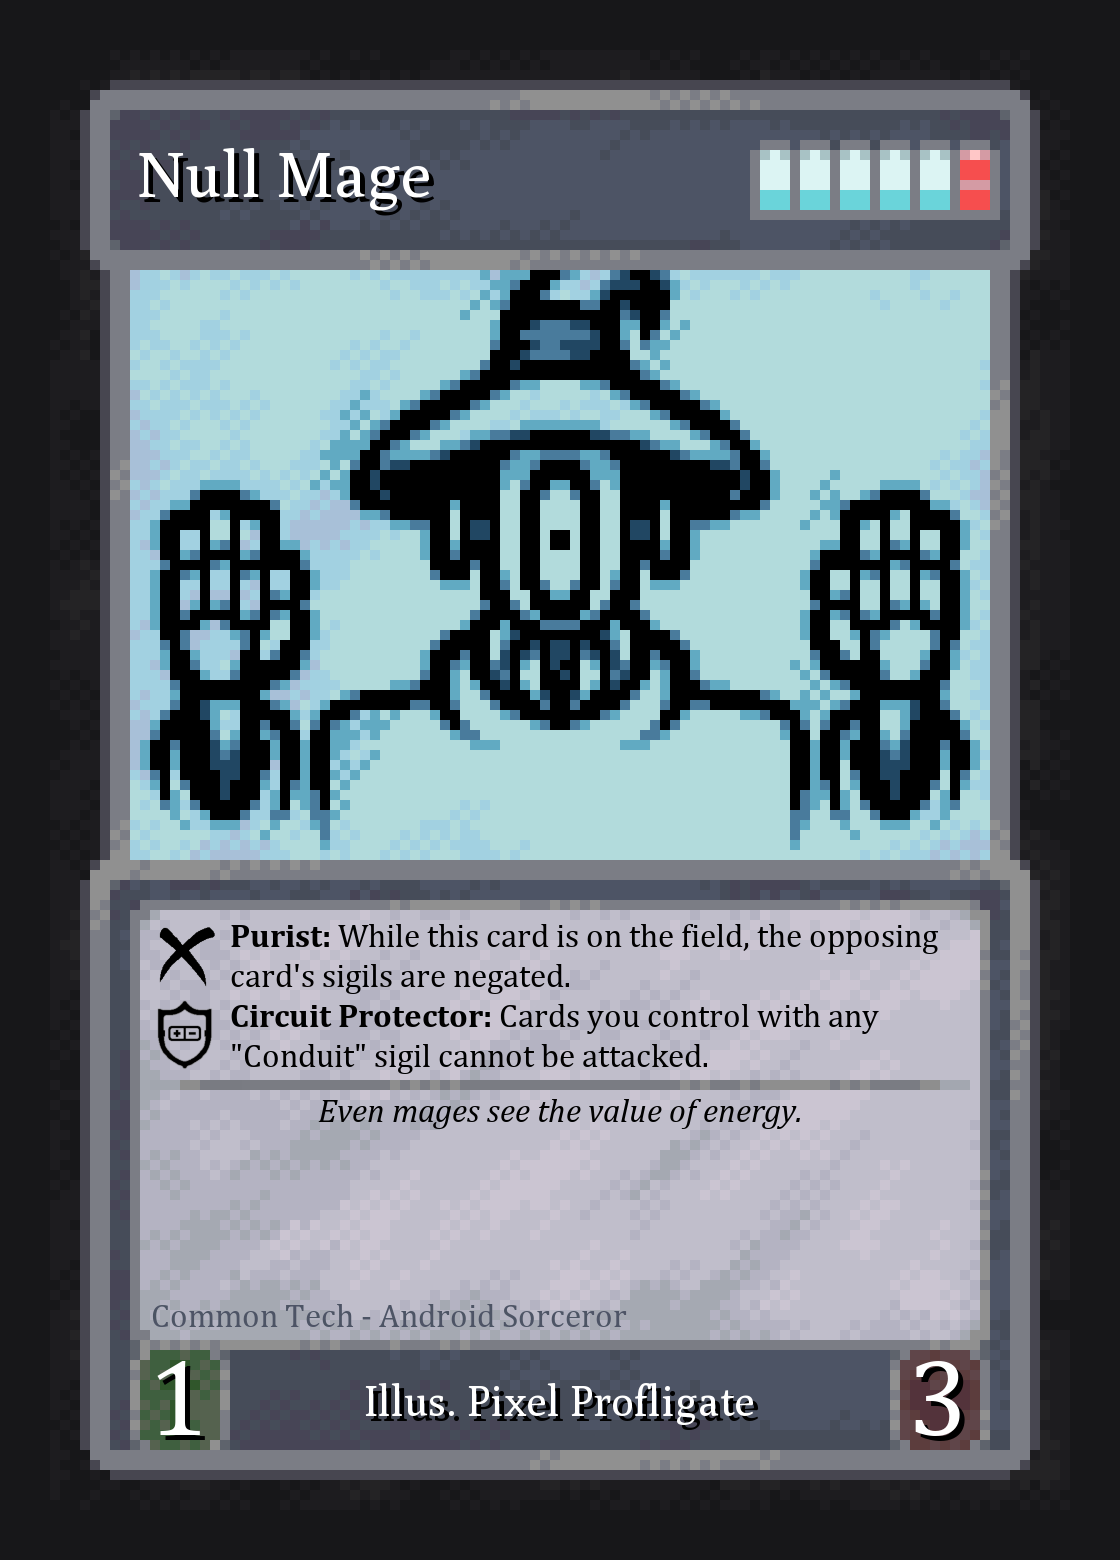 Null Mage
Purist: While this card is on the field, the opposing
card's sigils are negated.
Circuit Protector: Cards you control with any
"Conduit" sigil cannot be attacked.
Even mages see the value of energy.
Common Tech - Android Sorceror
1
Illus. Pixel Profligate
3